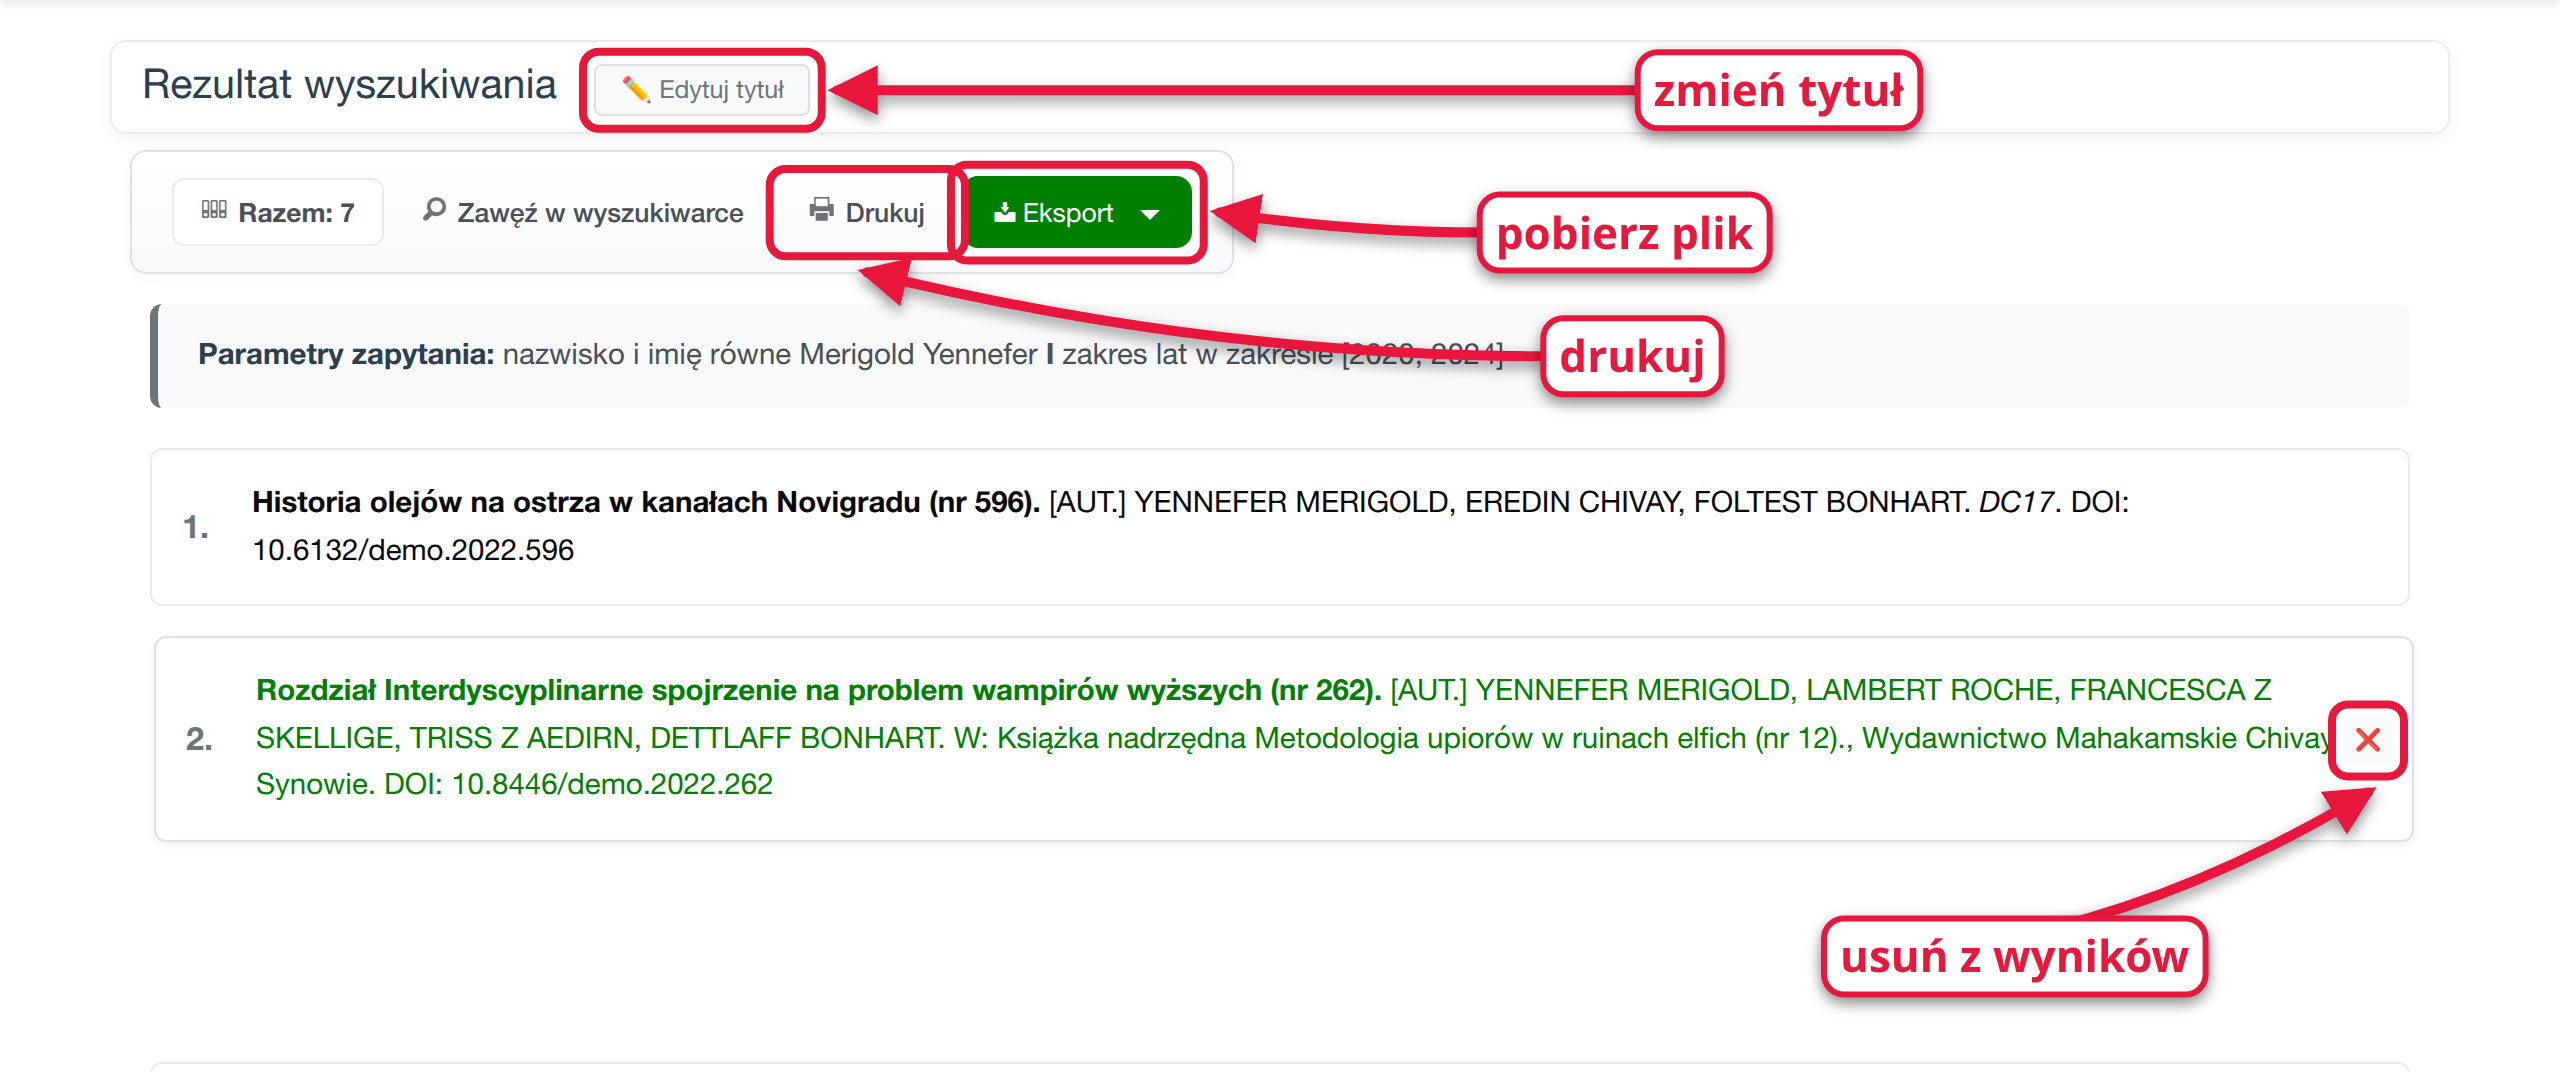 Rezultat wyszukiwania
Edytuj tytuł
zmień tytuł
Razem: 7
Zawęź w wyszukiwarce
Drukuj
Eksport
pobierz plik
Parametry zapytania: nazwisko i imię równe Merigold Yennefer I zakres lat w zakresie [2020, 2024]
drukuj
1.
Historia olejów na ostrza w kanałach Novigradu (nr 596). [AUT.] YENNEFER MERIGOLD, EREDIN CHIVAY, FOLTEST BONHART. DC17. DOI:
10.6132/demo.2022.596
2.
Rozdział Interdyscyplinarne spojrzenie na problem wampirów wyższych (nr 262). [AUT.] YENNEFER MERIGOLD, LAMBERT ROCHE, FRANCESCA Z
SKELLIGE, TRISS Z AEDIRN, DETTLAFF BONHART. W: Książka nadrzędna Metodologia upiorów w ruinach elfich (nr 12)., Wydawnictwo Mahakamskie Chivay
Synowie. DOI: 10.8446/demo.2022.262
usuń z wyników